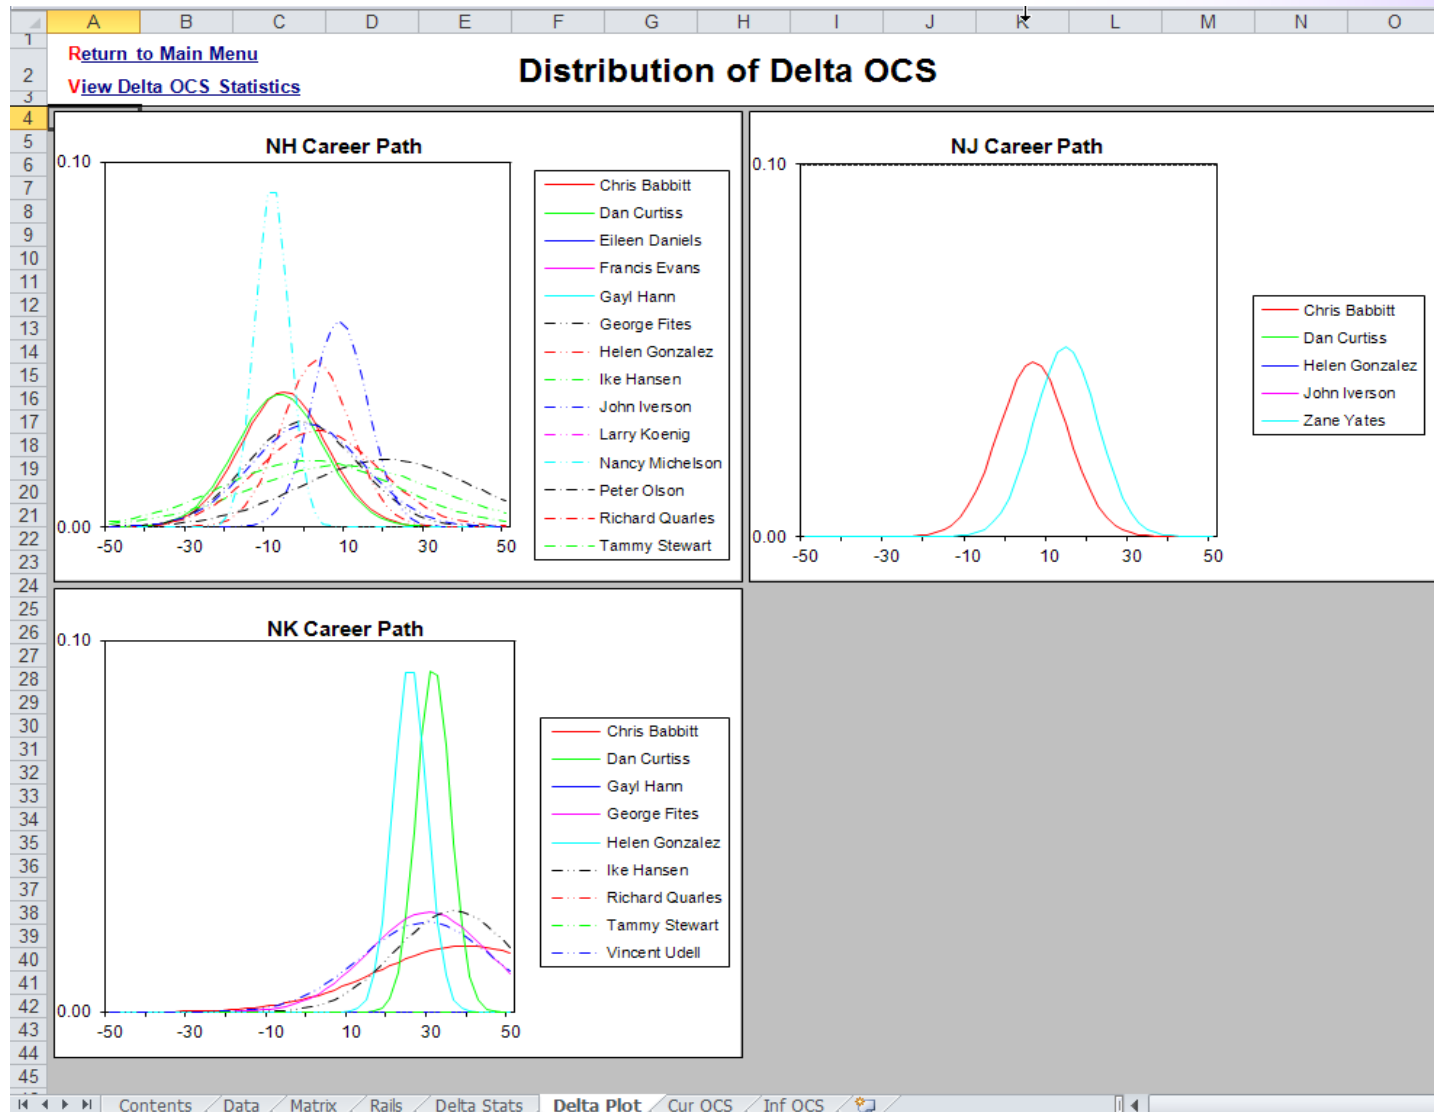 A B C D E F G H I J K L M N O
1
Return to Main Menu
2
Distribution of Delta OCS
View Delta OCS Statistics
3
4
5
6
7
8
9
10
11
12
13
14
15
16
17
18
19
20
21
22
23
24
25
26
27
28
29
30
31
32
33
34
35
36
37
38
39
40
41
42
43
44
45
NH Career Path
0.10
0.00
-50 -30 -10 10 30 50
Chris Babbitt
Dan Curtiss
Eileen Daniels
Francis Evans
Gayl Hann
George Fites
Helen Gonzalez
Ike Hansen
John Iverson
Larry Koenig
Nancy Michelson
Peter Olson
Richard Quarles
Tammy Stewart
NJ Career Path
0.10
0.00
-50 -30 -10 10 30 50
Chris Babbitt
Dan Curtiss
Helen Gonzalez
John Iverson
Zane Yates
NK Career Path
0.10
0.00
-50 -30 -10 10 30 50
Chris Babbitt
Dan Curtiss
Gayl Hann
George Fites
Helen Gonzalez
Ike Hansen
Richard Quarles
Tammy Stewart
Vincent Udell
Contents Data Matrix Rails Delta Stats Delta Plot Cur OCS Inf OCS